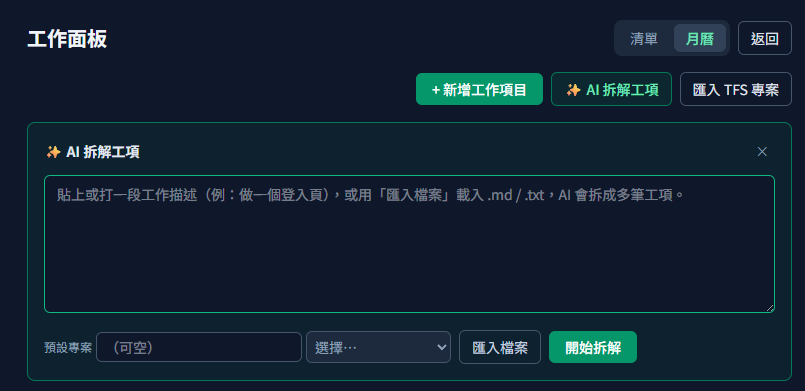 工作面板
清單 月曆 返回
+ 新增工作項目 ✨ AI 拆解工項 匯入 TFS 專案
✨ AI 拆解工項 ×
貼上或打一段工作描述（例：做一個登入頁），或用「匯入檔案」載入 .md / .txt，AI 會拆成多筆工項。
預設專案 （可空） 選擇⋯ 匯入檔案 開始拆解